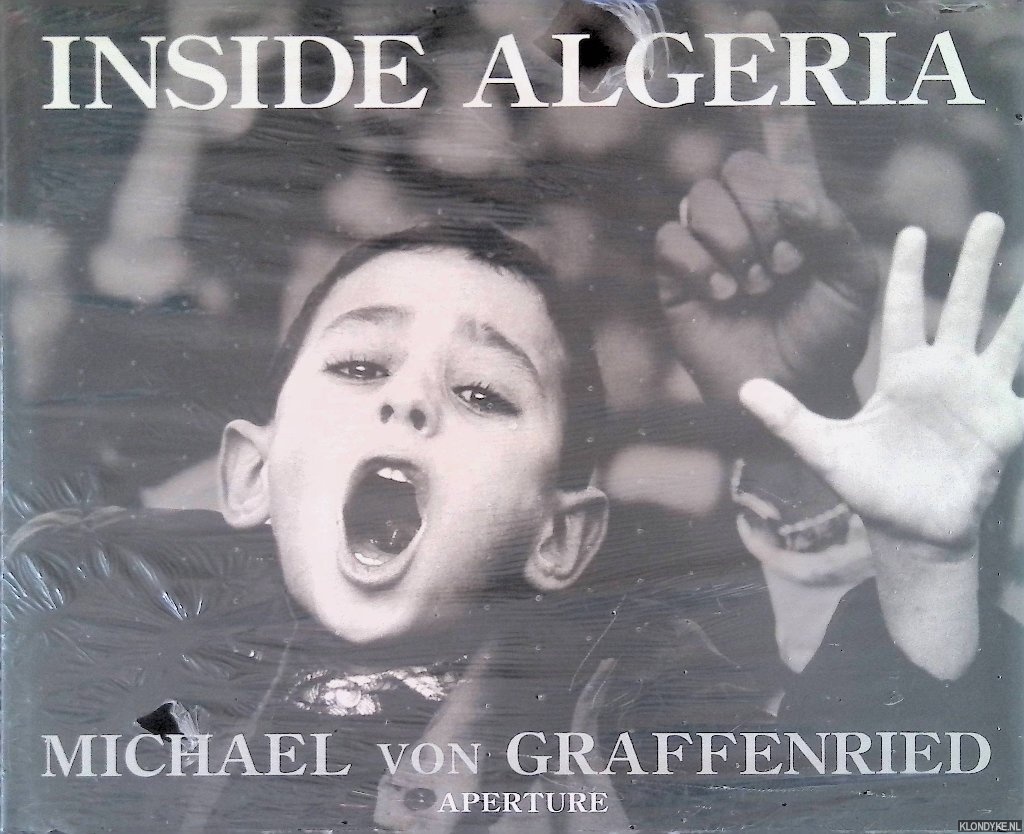 INSIDE ALGERIA
MICHAEL VON GRAFFENRIED
APERTURE
KLONDYKE.NL